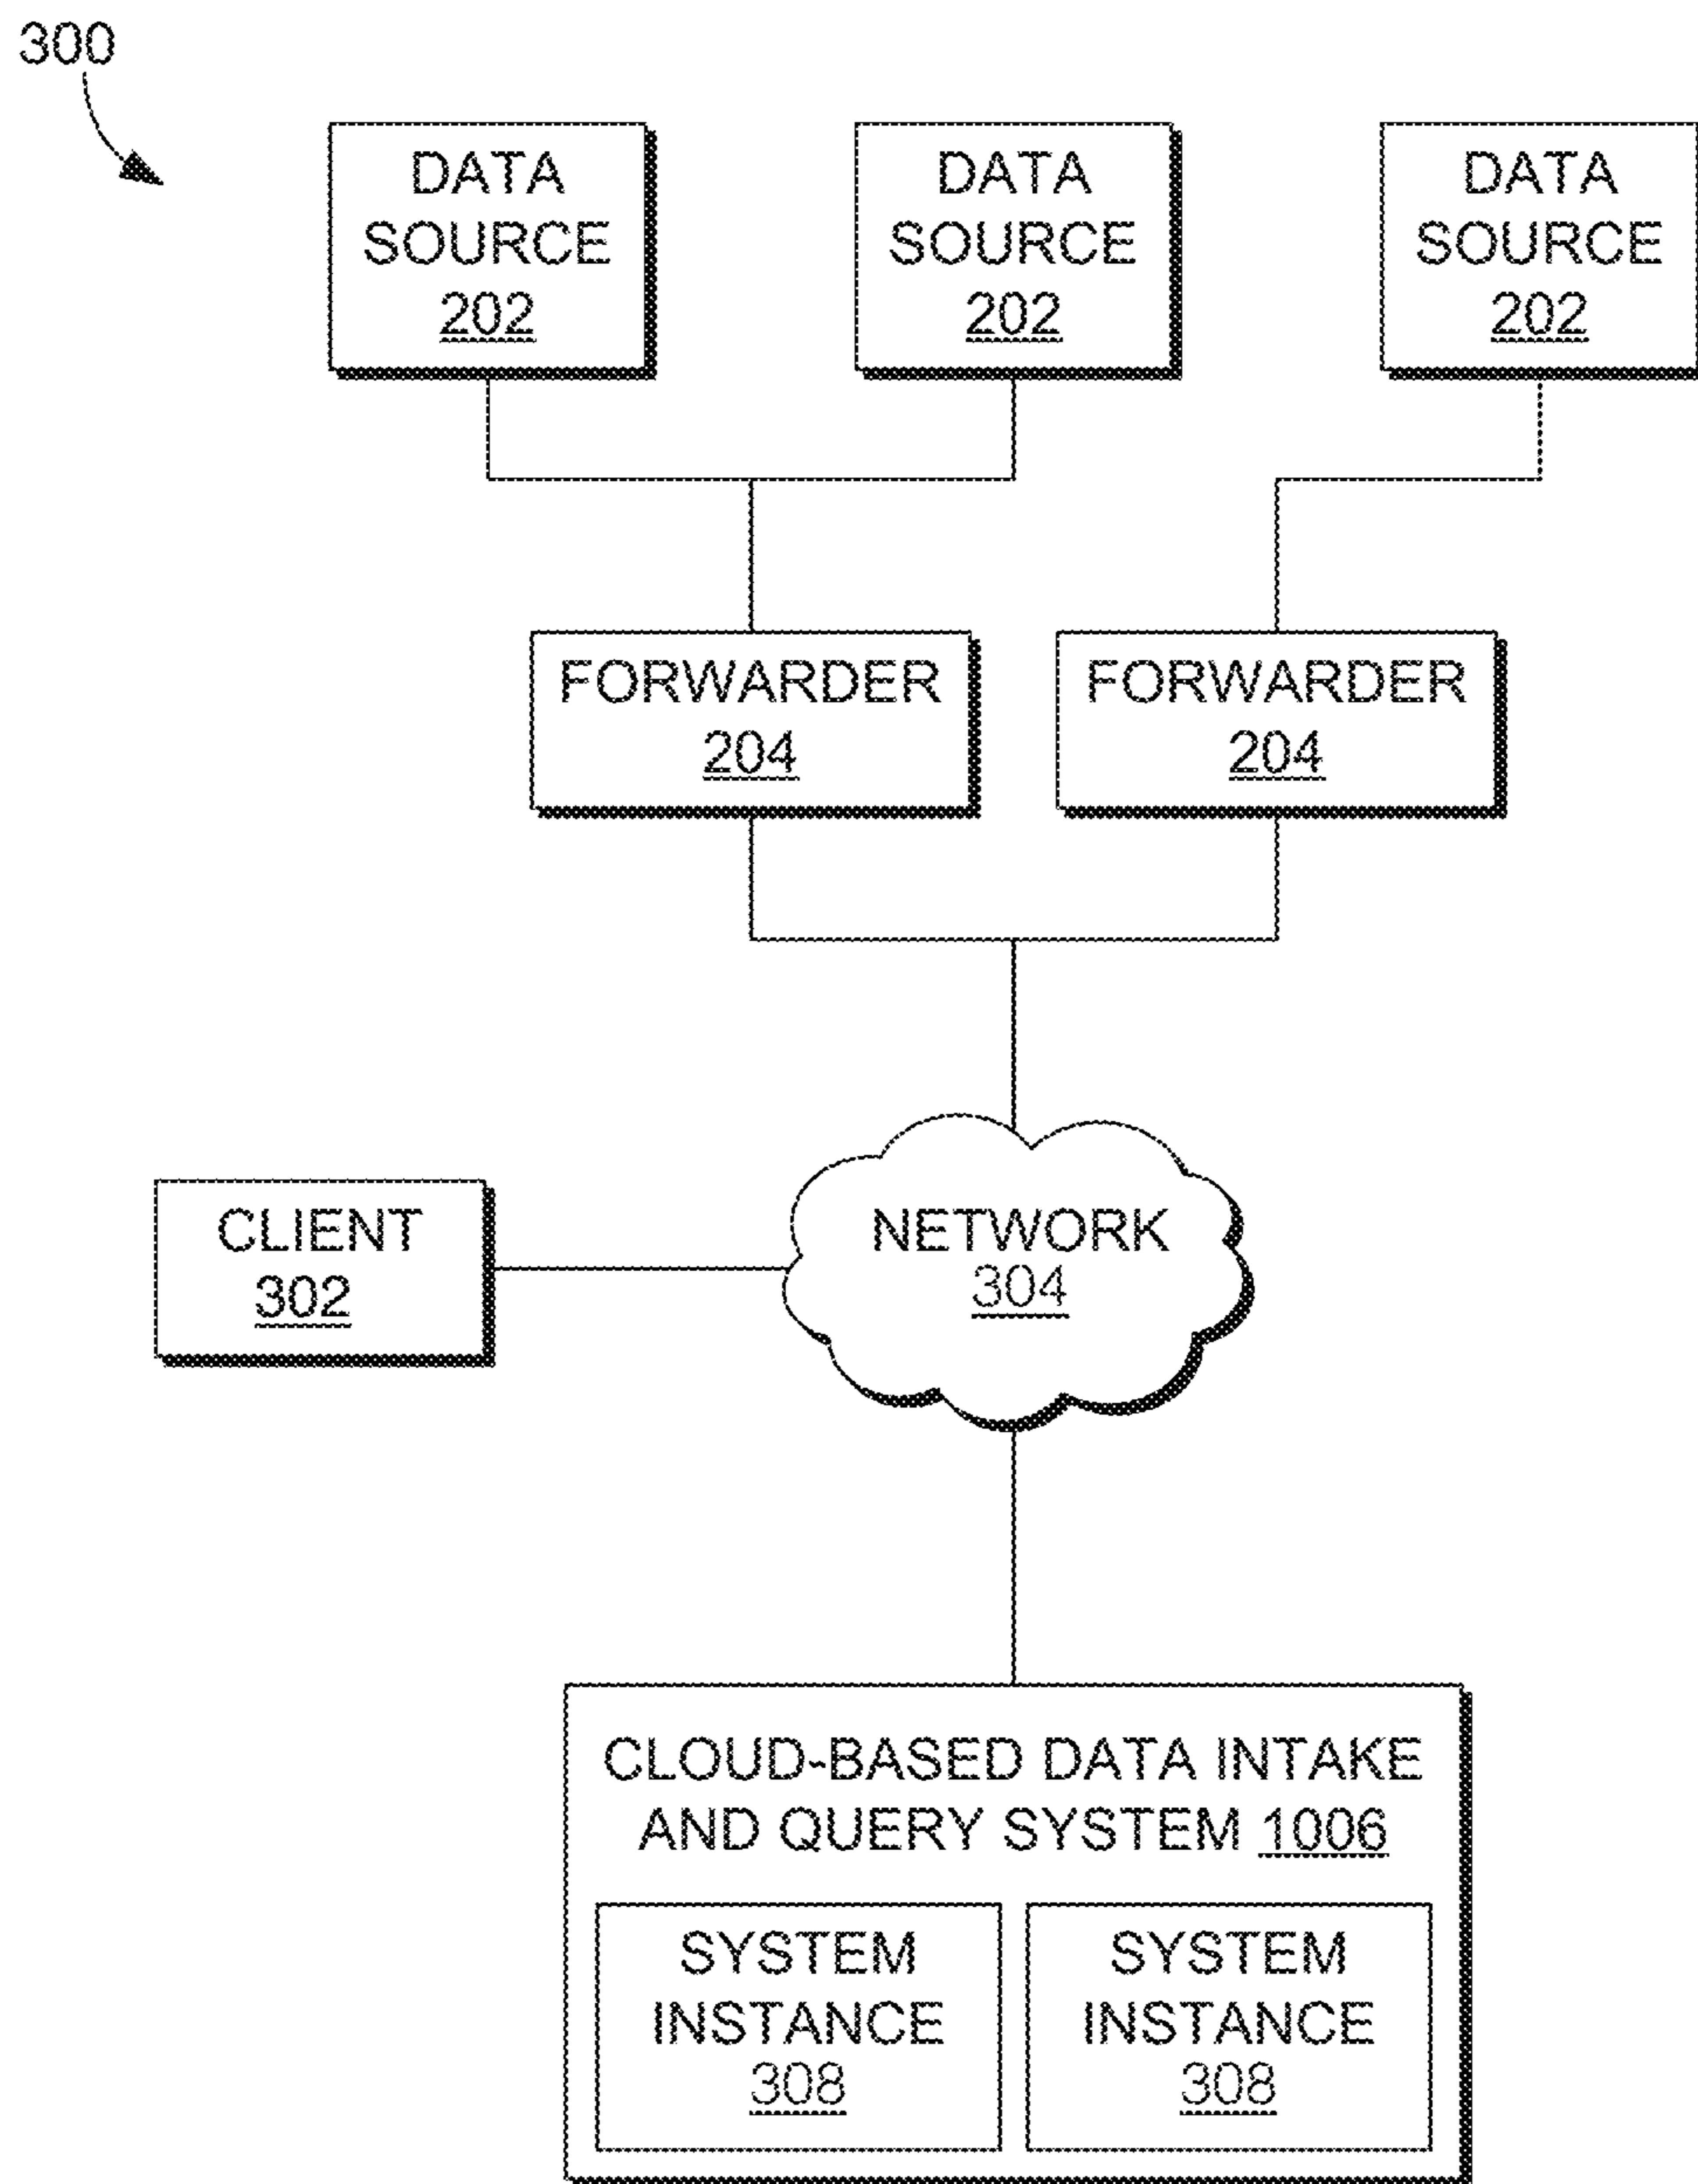 300
DATA
SOURCE
202
DATA
SOURCE
202
DATA
SOURCE
202
FORWARDER
204
FORWARDER
204
CLIENT
302
NETWORK
304
CLOUD-BASED DATA INTAKE
AND QUERY SYSTEM 1006
SYSTEM
INSTANCE
308
SYSTEM
INSTANCE
308